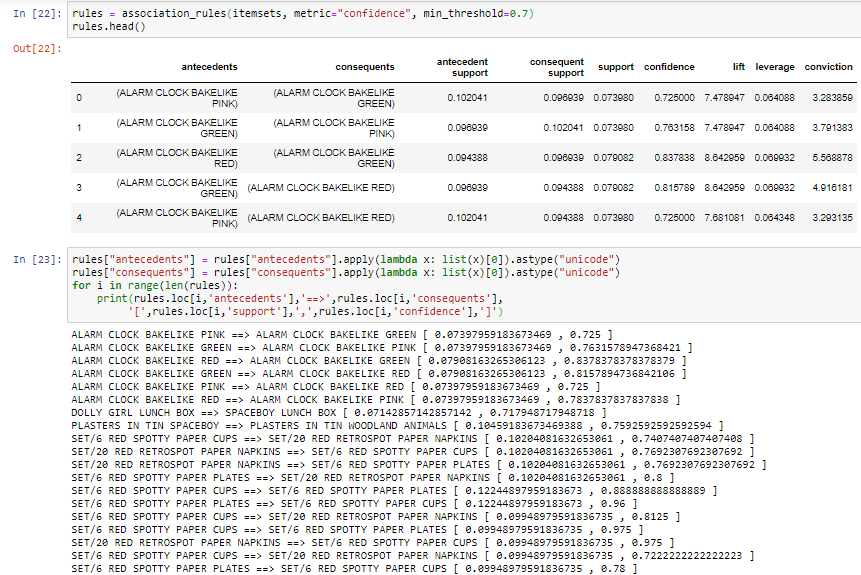 In [22]: rules = association_rules(itemsets, metric="confidence", min_threshold=0.7)
rules.head()
Out[22]:
antecedents consequents antecedent support consequent support support confidence lift leverage conviction
0 (ALARM CLOCK BAKELIKE PINK) (ALARM CLOCK BAKELIKE GREEN) 0.102041 0.096939 0.073980 0.725000 7.478947 0.064088 3.283859
1 (ALARM CLOCK BAKELIKE GREEN) (ALARM CLOCK BAKELIKE PINK) 0.096939 0.102041 0.073980 0.763158 7.478947 0.064088 3.791383
2 (ALARM CLOCK BAKELIKE RED) (ALARM CLOCK BAKELIKE GREEN) 0.094388 0.096939 0.079082 0.837838 8.642959 0.069932 5.568878
3 (ALARM CLOCK BAKELIKE GREEN) (ALARM CLOCK BAKELIKE RED) 0.096939 0.094388 0.079082 0.815789 8.642959 0.069932 4.916181
4 (ALARM CLOCK BAKELIKE PINK) (ALARM CLOCK BAKELIKE RED) 0.102041 0.094388 0.073980 0.725000 7.681081 0.064348 3.293135
In [23]: rules["antecedents"] = rules["antecedents"].apply(lambda x: list(x)[0]).astype("unicode")
rules["consequents"] = rules["consequents"].apply(lambda x: list(x)[0]).astype("unicode")
for i in range(len(rules)):
print(rules.loc[i,'antecedents'],'==>',rules.loc[i,'consequents'],
'[',rules.loc[i,'support'],',',rules.loc[i,'confidence'],']')
ALARM CLOCK BAKELIKE PINK ==> ALARM CLOCK BAKELIKE GREEN [ 0.07397959183673469 , 0.725 ]
ALARM CLOCK BAKELIKE GREEN ==> ALARM CLOCK BAKELIKE PINK [ 0.07397959183673469 , 0.7631578947368421 ]
ALARM CLOCK BAKELIKE RED ==> ALARM CLOCK BAKELIKE GREEN [ 0.07908163265306123 , 0.8378378378378379 ]
ALARM CLOCK BAKELIKE GREEN ==> ALARM CLOCK BAKELIKE RED [ 0.07908163265306123 , 0.8157894736842106 ]
ALARM CLOCK BAKELIKE PINK ==> ALARM CLOCK BAKELIKE RED [ 0.07397959183673469 , 0.725 ]
ALARM CLOCK BAKELIKE RED ==> ALARM CLOCK BAKELIKE PINK [ 0.07397959183673469 , 0.7837837837837838 ]
DOLLY GIRL LUNCH BOX ==> SPACEBOY LUNCH BOX [ 0.07142857142857142 , 0.717948717948718 ]
PLASTERS IN TIN SPACEBOY ==> PLASTERS IN TIN WOODLAND ANIMALS [ 0.10459183673469388 , 0.7592592592592594 ]
SET/6 RED SPOTTY PAPER CUPS ==> SET/20 RED RETROSPOT PAPER NAPKINS [ 0.10204081632653061 , 0.7407407407407408 ]
SET/20 RED RETROSPOT PAPER NAPKINS ==> SET/6 RED SPOTTY PAPER CUPS [ 0.10204081632653061 , 0.7692307692307692 ]
SET/20 RED RETROSPOT PAPER NAPKINS ==> SET/6 RED SPOTTY PAPER PLATES [ 0.10204081632653061 , 0.7692307692307692 ]
SET/6 RED SPOTTY PAPER PLATES ==> SET/20 RED RETROSPOT PAPER NAPKINS [ 0.10204081632653061 , 0.8 ]
SET/6 RED SPOTTY PAPER CUPS ==> SET/6 RED SPOTTY PAPER PLATES [ 0.12244897959183673 , 0.888888888888889 ]
SET/6 RED SPOTTY PAPER PLATES ==> SET/6 RED SPOTTY PAPER CUPS [ 0.12244897959183673 , 0.96 ]
SET/6 RED SPOTTY PAPER CUPS ==> SET/20 RED RETROSPOT PAPER NAPKINS [ 0.09948979591836735 , 0.8125 ]
SET/6 RED SPOTTY PAPER CUPS ==> SET/6 RED SPOTTY PAPER PLATES [ 0.09948979591836735 , 0.975 ]
SET/20 RED RETROSPOT PAPER NAPKINS ==> SET/6 RED SPOTTY PAPER CUPS [ 0.09948979591836735 , 0.975 ]
SET/6 RED SPOTTY PAPER CUPS ==> SET/20 RED RETROSPOT PAPER NAPKINS [ 0.09948979591836735 , 0.7222222222222223 ]
SET/6 RED SPOTTY PAPER PLATES ==> SET/6 RED SPOTTY PAPER CUPS [ 0.09948979591836735 , 0.78 ]